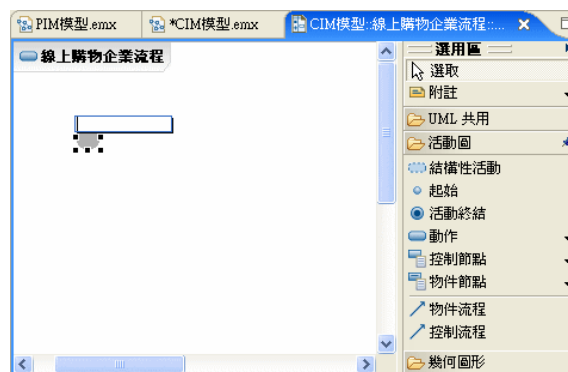 PIM模型.emx
*CIM模型.emx
CIM模型::線上購物企業流程::...
線上購物企業流程
選用區
選取
附註
UML 共用
活動圖
結構性活動
起始
活動終結
動作
控制節點
物件節點
物件流程
控制流程
幾何圖形